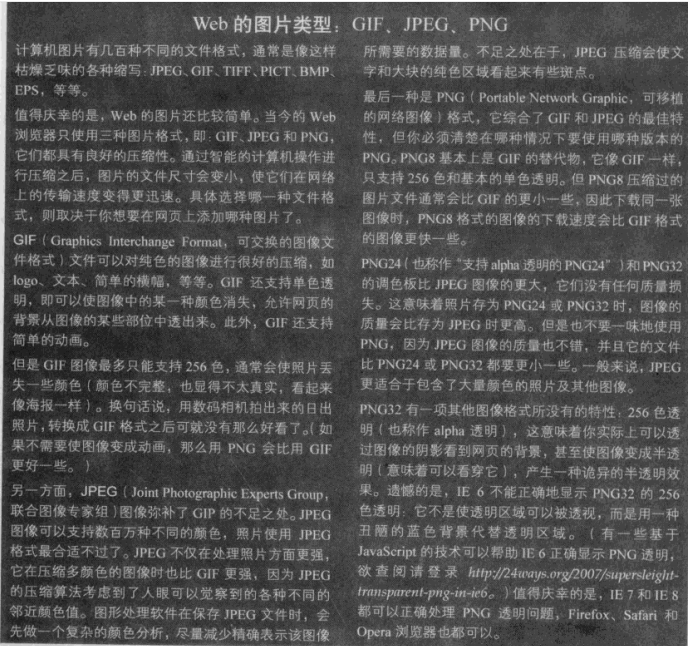 Web 的图片类型：GIF、JPEG、PNG
计算机图片有几百种不同的文件格式，通常是像这样
枯燥乏味的各种缩写：JPEG、GIF、TIFF、PICT、BMP、
EPS，等等。
值得庆幸的是，Web 的图片还比较简单。当今的 Web
浏览器只使用三种图片格式，即：GIF、JPEG 和 PNG，
它们都具有良好的压缩性。通过智能的计算机操作进
行压缩之后，图片的文件尺寸会变小，使它们在网络
上的传输速度变得更迅速。具体选择哪一种文件格
式，则取决于你想要在网页上添加哪种图片了。
GIF（Graphics Interchange Format，可交换的图像文
件格式）文件可以对纯色的图像进行很好的压缩，如
logo、文本、简单的横幅，等等。GIF 还支持单色透
明，即可以使图像中的某一种颜色消失，允许网页的
背景从图像的某些部位中透出来。此外，GIF 还支持
简单的动画。
但是 GIF 图像最多只能支持 256 色，通常会使照片丢
失一些颜色（颜色不完整，也显得不太真实，看起来
像海报一样）。换句话说，用数码相机拍出来的日出
照片，转换成 GIF 格式之后可就没有那么好看了。（如
果不需要使图像变成动画，那么用 PNG 会比用 GIF
更好一些。）
另一方面，JPEG（Joint Photographic Experts Group，
联合图像专家组）图像弥补了 GIP 的不足之处。JPEG
图像可以支持数百万种不同的颜色，照片使用 JPEG
格式最合适不过了。JPEG 不仅在处理照片方面更强，
它在压缩多颜色的图像时也比 GIF 更强，因为 JPEG
的压缩算法考虑到了人眼可以觉察到的各种不同的
邻近颜色值。图形处理软件在保存 JPEG 文件时，会
先做一个复杂的颜色分析，尽量减少精确表示该图像
所需要的数据量。不足之处在于，JPEG 压缩会使文
字和大块的纯色区域看起来有些斑点。
最后一种是 PNG（Portable Network Graphic，可移植
的网络图像）格式，它综合了 GIF 和 JPEG 的最佳特
性，但你必须清楚在哪种情况下要使用哪种版本的
PNG。PNG8 基本上是 GIF 的替代物，它像 GIF 一样，
只支持 256 色和基本的单色透明。但 PNG8 压缩过的
图片文件通常会比 GIF 的更小一些，因此下载同一张
图像时，PNG8 格式的图像的下载速度会比 GIF 格式
的图像更快一些。
PNG24（也称作“支持 alpha 透明的 PNG24”）和 PNG32
的调色板比 JPEG 图像的更大，它们没有任何质量损
失。这意味着照片存为 PNG24 或 PNG32 时，图像的
质量会比存为 JPEG 时更高。但是也不要一味地使用
PNG，因为 JPEG 图像的质量也不错，并且它的文件
比 PNG24 或 PNG32 都要更小一些。一般来说，JPEG
更适合于包含了大量颜色的照片及其他图像。
PNG32 有一项其他图像格式所没有的特性：256 色透
明（也称作 alpha 透明），这意味着你实际上可以透
过图像的阴影看到网页的背景，甚至使图像变成半透
明（意味着可以看穿它），产生一种诡异的半透明效
果。遗憾的是，IE 6 不能正确地显示 PNG32 的 256
色透明：它不是使透明区域可以被透视，而是用一种
丑陋的蓝色背景代替透明区域。（有一些基于
JavaScript 的技术可以帮助 IE 6 正确显示 PNG 透明，
欲查阅请登录 http://24ways.org/2007/supersleight-
transparent-png-in-ie6。）值得庆幸的是，IE 7 和 IE 8
都可以正确处理 PNG 透明问题，Firefox、Safari 和
Opera 浏览器也都可以。